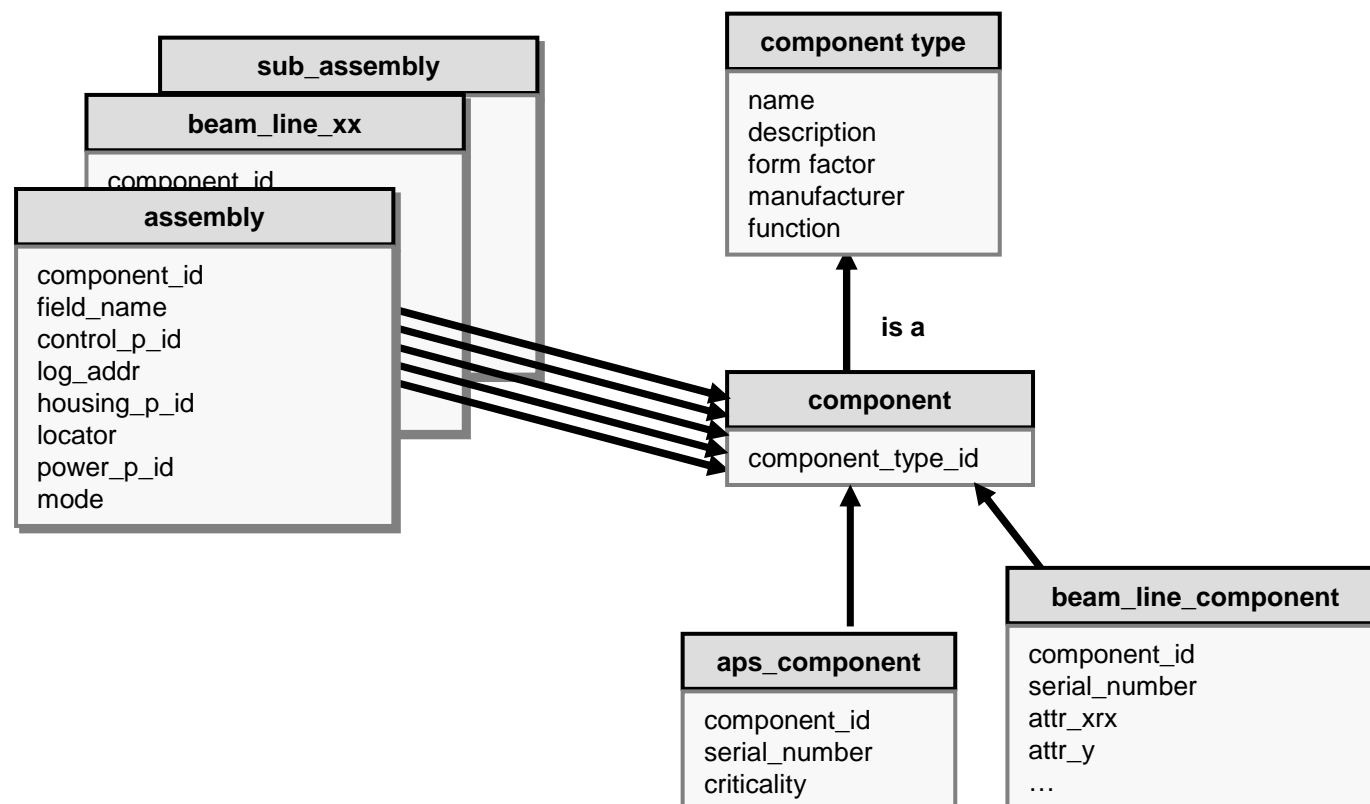 sub_assembly
beam_line_xx
component_id
assembly
component_id
field_name
control_p_id
log_addr
housing_p_id
locator
power_p_id
mode
component type
name
description
form factor
manufacturer
function
is a
component
component_type_id
aps_component
component_id
serial_number
criticality
beam_line_component
component_id
serial_number
attr_xrx
attr_y
…